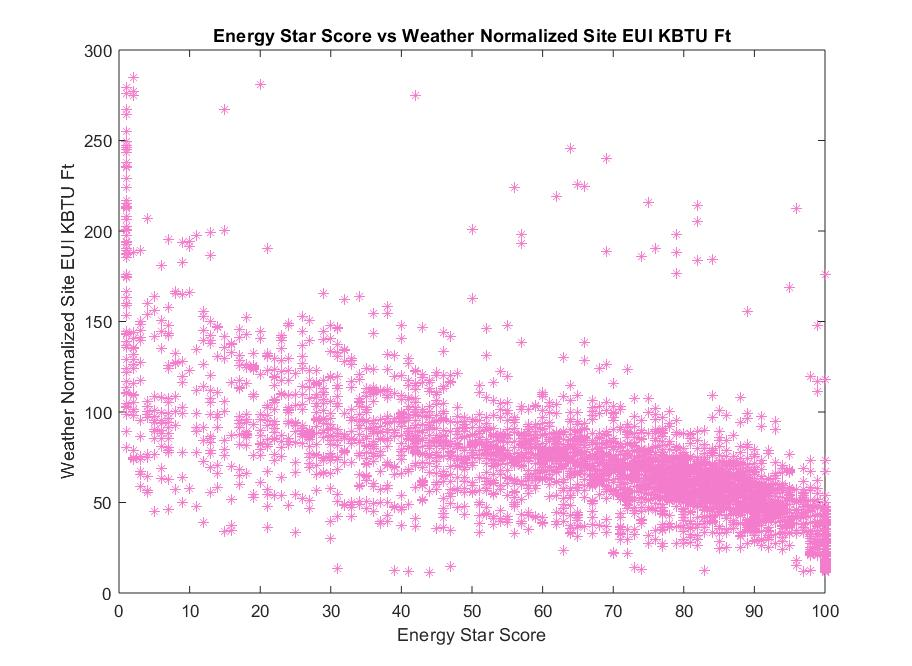 Energy Star Score vs Weather Normalized Site EUI KBTU Ft
300
250
200
150
100
50
0
Weather Normalized Site EUI KBTU Ft
0 10 20 30 40 50 60 70 80 90 100
Energy Star Score